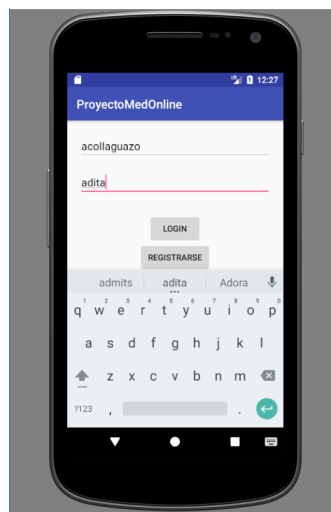 12:27
ProyectoMedOnline
acollaguazo
adita
LOGIN
REGISTRARSE
admits adita Adora
1 2 3 4 5 6 7 8 9 0
q w e r t y u i o p
a s d f g h j k l
z x c v b n m
?123 , .